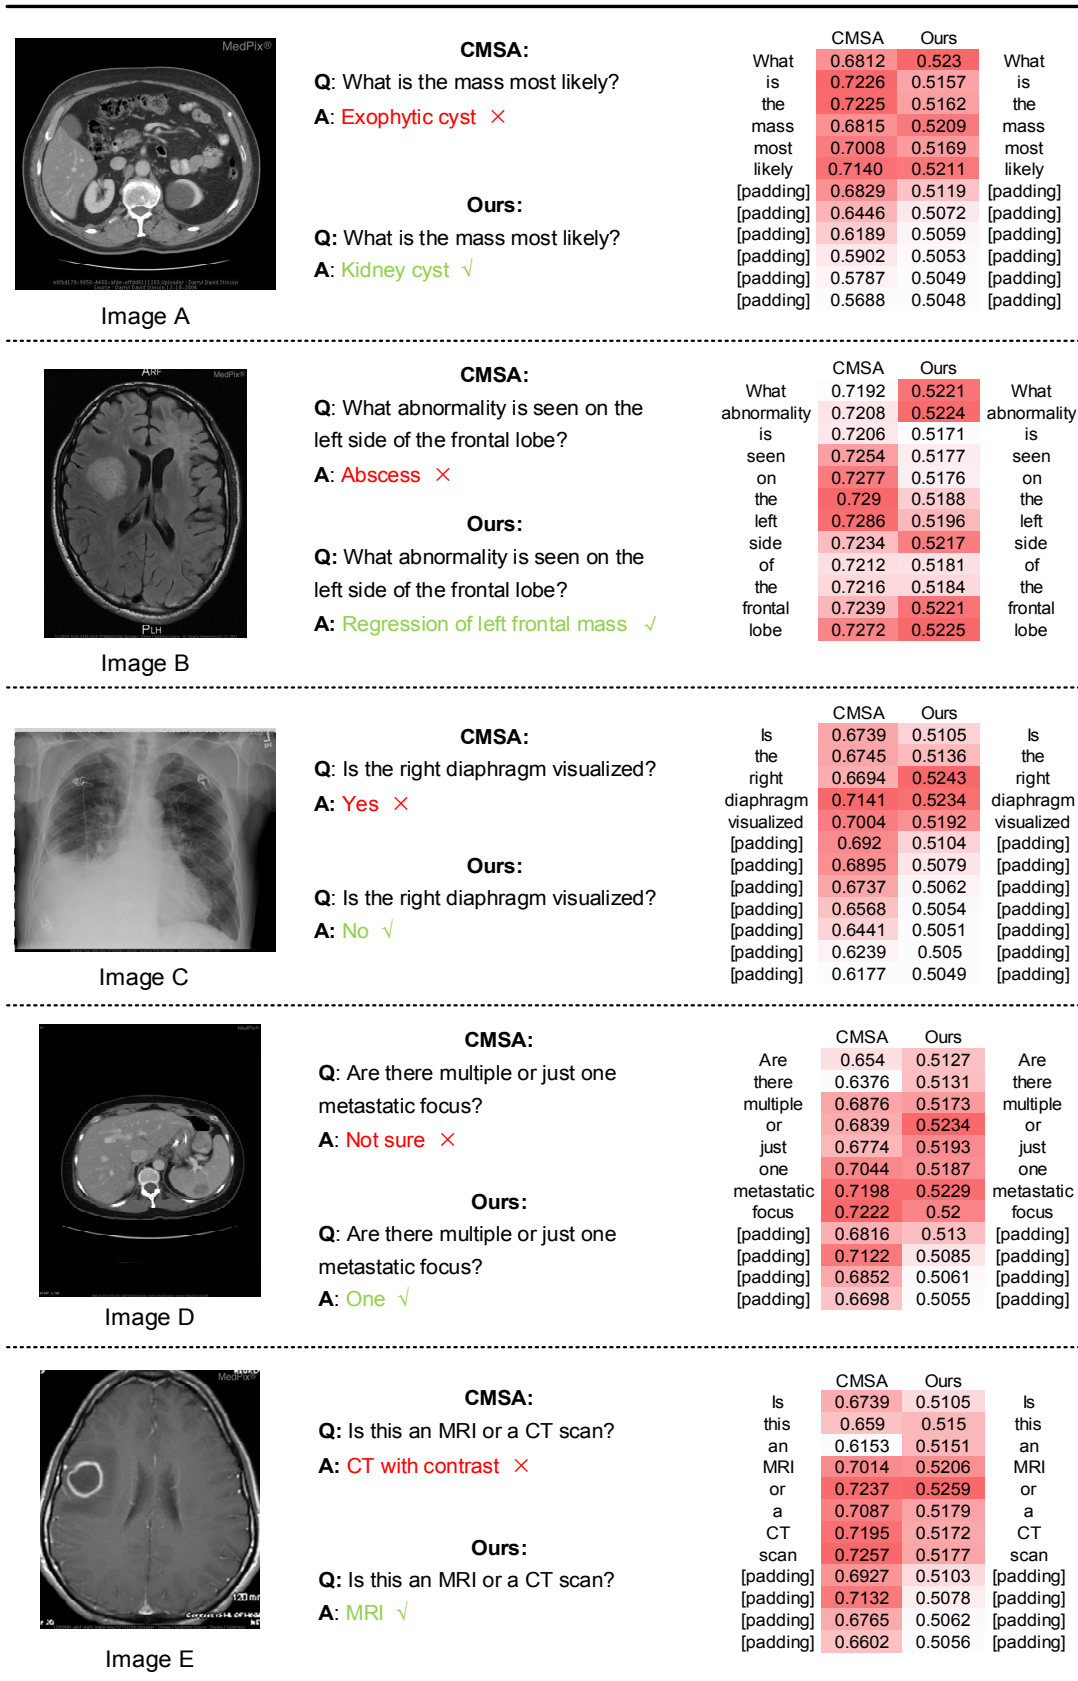 MedPix®
Image A
CMSA:
Q: What is the mass most likely?
A: Exophytic cyst ×
Ours:
Q: What is the mass most likely?
A: Kidney cyst √
CMSA Ours
What 0.6812 0.523 What
is 0.7226 0.5157 is
the 0.7225 0.5162 the
mass 0.6815 0.5209 mass
most 0.7008 0.5169 most
likely 0.7140 0.5211 likely
[padding] 0.6829 0.5119 [padding]
[padding] 0.6446 0.5072 [padding]
[padding] 0.6189 0.5059 [padding]
[padding] 0.5902 0.5053 [padding]
[padding] 0.5787 0.5049 [padding]
[padding] 0.5688 0.5048 [padding]
ARF
MedPix®
PLH
Image B
CMSA:
Q: What abnormality is seen on the
left side of the frontal lobe?
A: Abscess ×
Ours:
Q: What abnormality is seen on the
left side of the frontal lobe?
A: Regression of left frontal mass √
CMSA Ours
What 0.7192 0.5221 What
abnormality 0.7208 0.5224 abnormality
is 0.7206 0.5171 is
seen 0.7254 0.5177 seen
on 0.7277 0.5176 on
the 0.729 0.5188 the
left 0.7286 0.5196 left
side 0.7234 0.5217 side
of 0.7212 0.5181 of
the 0.7216 0.5184 the
frontal 0.7239 0.5221 frontal
lobe 0.7272 0.5225 lobe
Image C
CMSA:
Q: Is the right diaphragm visualized?
A: Yes ×
Ours:
Q: Is the right diaphragm visualized?
A: No √
CMSA Ours
Is 0.6739 0.5105 Is
the 0.6745 0.5136 the
right 0.6694 0.5243 right
diaphragm 0.7141 0.5234 diaphragm
visualized 0.7004 0.5192 visualized
[padding] 0.692 0.5104 [padding]
[padding] 0.6895 0.5079 [padding]
[padding] 0.6737 0.5062 [padding]
[padding] 0.6568 0.5054 [padding]
[padding] 0.6441 0.5051 [padding]
[padding] 0.6239 0.505 [padding]
[padding] 0.6177 0.5049 [padding]
MedPix®
Image D
CMSA:
Q: Are there multiple or just one
metastatic focus?
A: Not sure ×
Ours:
Q: Are there multiple or just one
metastatic focus?
A: One √
CMSA Ours
Are 0.654 0.5127 Are
there 0.6376 0.5131 there
multiple 0.6876 0.5173 multiple
or 0.6839 0.5234 or
just 0.6774 0.5193 just
one 0.7044 0.5187 one
metastatic 0.7198 0.5229 metastatic
focus 0.7222 0.52 focus
[padding] 0.6816 0.513 [padding]
[padding] 0.7122 0.5085 [padding]
[padding] 0.6852 0.5061 [padding]
[padding] 0.6698 0.5055 [padding]
MedPix®
Image E
CMSA:
Q: Is this an MRI or a CT scan?
A: CT with contrast ×
Ours:
Q: Is this an MRI or a CT scan?
A: MRI √
CMSA Ours
Is 0.6739 0.5105 Is
this 0.659 0.515 this
an 0.6153 0.5151 an
MRI 0.7014 0.5206 MRI
or 0.7237 0.5259 or
a 0.7087 0.5179 a
CT 0.7195 0.5172 CT
scan 0.7257 0.5177 scan
[padding] 0.6927 0.5103 [padding]
[padding] 0.7132 0.5078 [padding]
[padding] 0.6765 0.5062 [padding]
[padding] 0.6602 0.5056 [padding]